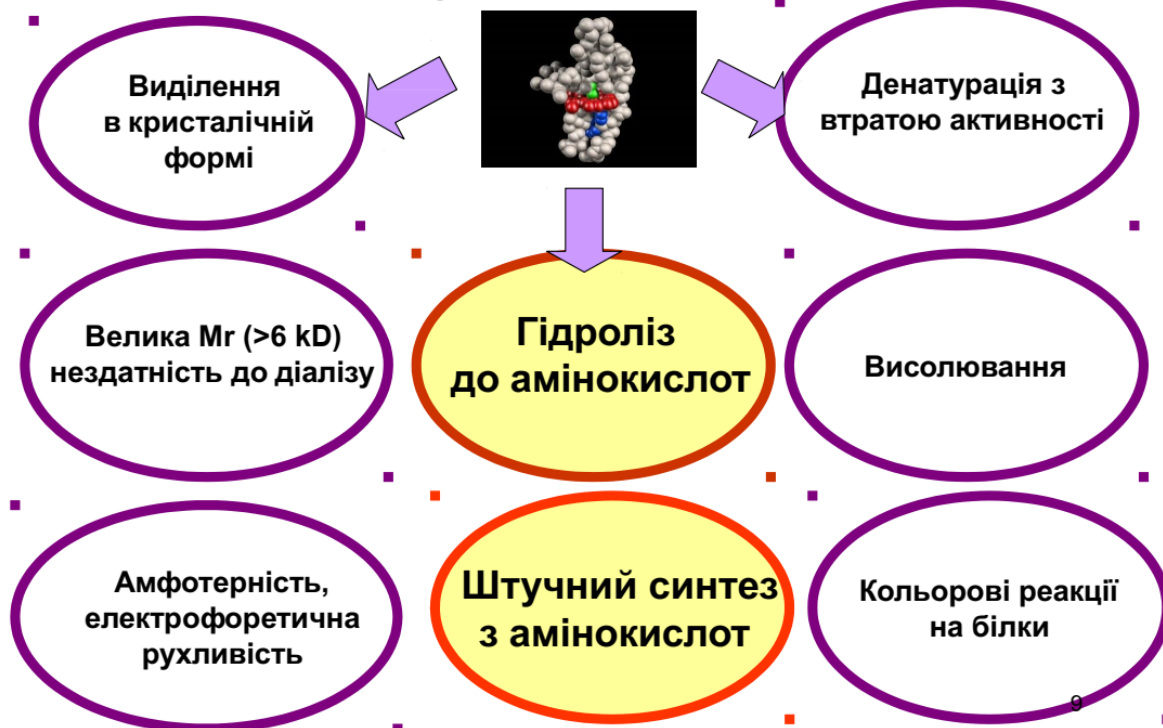 Виділення
в кристалічній
формі
Денатурація з
втратою активності
Велика Mr (>6 kD)
нездатність до діалізу
Гідроліз
до амінокислот
Висолювання
Амфотерність,
електрофоретична
рухливість
Штучний синтез
з амінокислот
Кольорові реакції
на білки
9